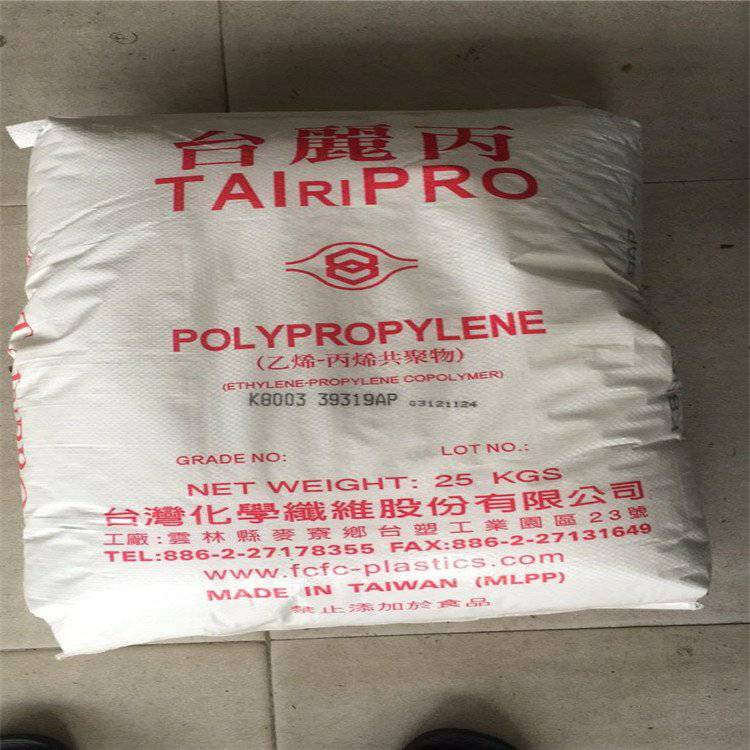 台麗丙
TAIRIPRO
POLYPROPYLENE
(乙烯-丙烯共聚物)
(ETHYLENE-PROPYLENE COPOLYMER)
K8003 39319AP 03121124
GRADE NO: LOT NO.:
NET WEIGHT: 25 KGS
台灣化學纖維股份有限公司
工廠:雲林縣麥寮鄉台塑工業園區23號
TEL:886-2-27178355 FAX:886-2-27131649
www.fcfc-plastics.com
MADE IN TAIWAN (MLPP)
禁止添加於食品